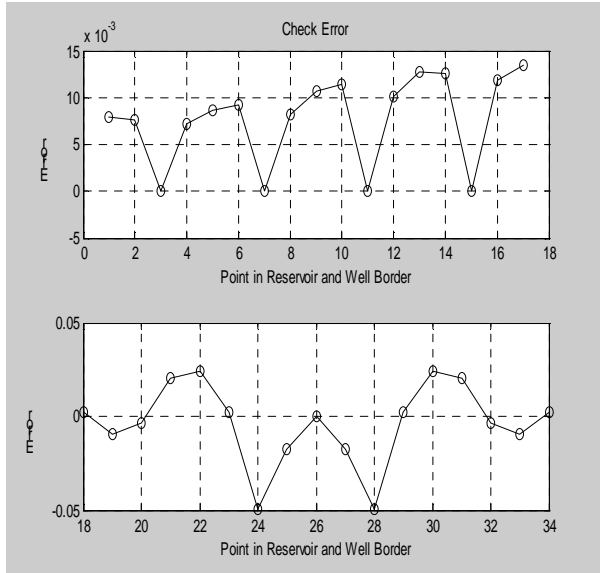 x 10-3
Check Error
15
10
5
0
-5
Error
0 2 4 6 8 10 12 14 16 18
Point in Reservoir and Well Border
0.05
0
-0.05
Error
18 20 22 24 26 28 30 32 34
Point in Reservoir and Well Border